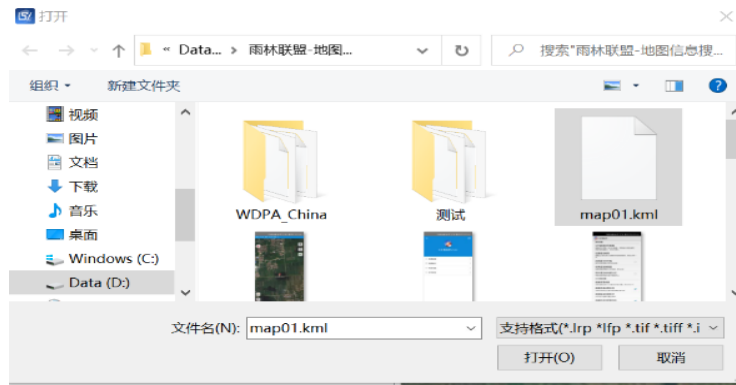 LSV 打开
« Data... › 雨林联盟-地图...
搜索"雨林联盟-地图信息搜...
组织
新建文件夹
视频
图片
文档
下载
音乐
桌面
Windows (C:)
Data (D:)
WDPA_China
测试
map01.kml
文件名(N):
map01.kml
支持格式(*.lrp *lfp *.tif *.tiff *.i
打开(O)
取消